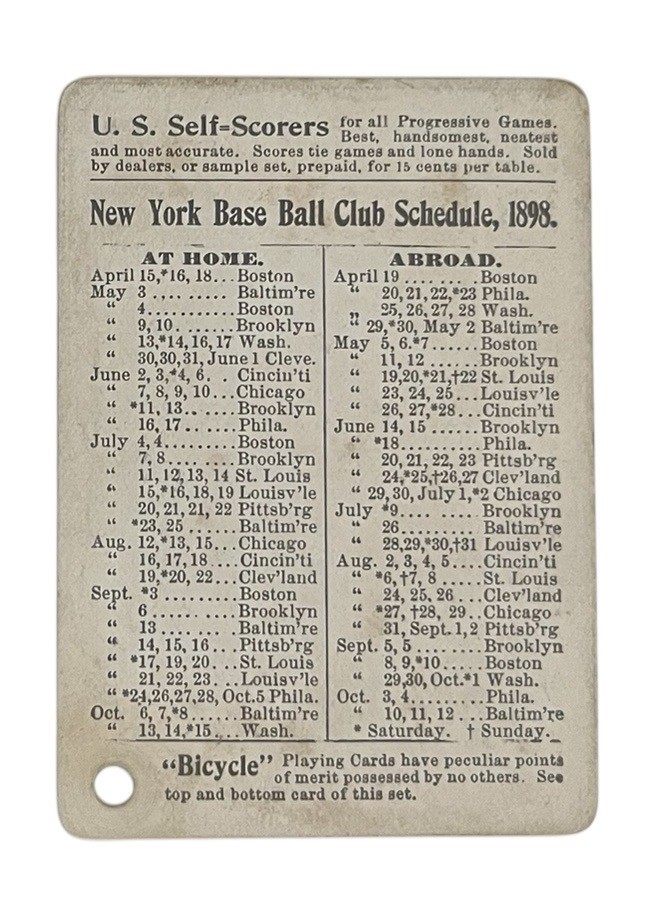 U. S. Self=Scorers for all Progressive Games.
Best, handsomest, neatest
and most accurate. Scores tie games and lone hands. Sold
by dealers, or sample set, prepaid, for 15 cents per table.
New York Base Ball Club Schedule, 1898.
AT HOME.
April 15,*16, 18...Boston
May 3 .... ......Baltim're
“ 4...........Boston
“ 9, 10. .......Brooklyn
“ 13,*14,16,17 Wash.
“ 30,30,31, June 1 Cleve.
June 2, 3,*4, 6. . Cincin'ti
“ 7, 8, 9, 10...Chicago
“ *11, 13.. .....Brooklyn
“ 16, 17.. .....Phila.
July 4, 4..........Boston
“ 7, 8.... .....Brooklyn
“ 11, 12, 13, 14 St. Louis
“ 15,*16,18,19 Louisv'le
“ 20, 21, 21, 22 Pittsb'rg
“ *23, 25 .......Baltim're
Aug. 12,*13, 15...Chicago
“ 16, 17, 18....Cincin'ti
“ 19,*20, 22...Clev'land
Sept. *3 ..........Boston
“ 6 ...........Brooklyn
“ 13 .... .. ...Baltim're
“ 14, 15, 16...Pittsb'rg
“ *17, 19, 20...St. Louis
“ 21, 22, 23....Louisv'le
“ *24,26,27,28, Oct.5 Phila.
Oct. 6, 7,*8......Baltim're
“ 13, 14,*15....Wash.
ABROAD.
April 19 .... ... .Boston
“ 20, 21, 22,*23 Phila.
„ 25, 26, 27, 28 Wash.
“ 29,*30, May 2 Baltim're
May 5, 6.*7......Boston
“ 11, 12 .... ..Brooklyn
“ 19,20,*21,†22 St. Louis
“ 23, 24, 25...Louisv'le
“ 26, 27,*28...Cincin'ti
June 14, 15 ......Brooklyn
“ *18..........Phila.
“ 20, 21, 22, 23 Pittsb'rg
“ 24,*25,†26,27 Clev'land
“ 29, 30, July 1,*2 Chicago
July *9.... ......Brooklyn
“ 26...........Baltim're
“ 28,29,*30,†31 Louisv'le
Aug. 2, 3, 4, 5....Cincin'ti
“ *6, †7, 8 .....St. Louis
“ 24, 25, 26 ...Clev'land
“ *27, †28, 29..Chicago
“ 31, Sept. 1, 2 Pittsb'rg
Sept. 5, 5........Brooklyn
“ 8, 9,*10.....Boston
“ 29,30, Oct.*1 Wash.
Oct. 3, 4.........Phila.
“ 10, 11, 12 ...Baltim're
* Saturday. † Sunday.
“Bicycle” Playing Cards have peculiar points
of merit possessed by no others. See
top and bottom card of this set.